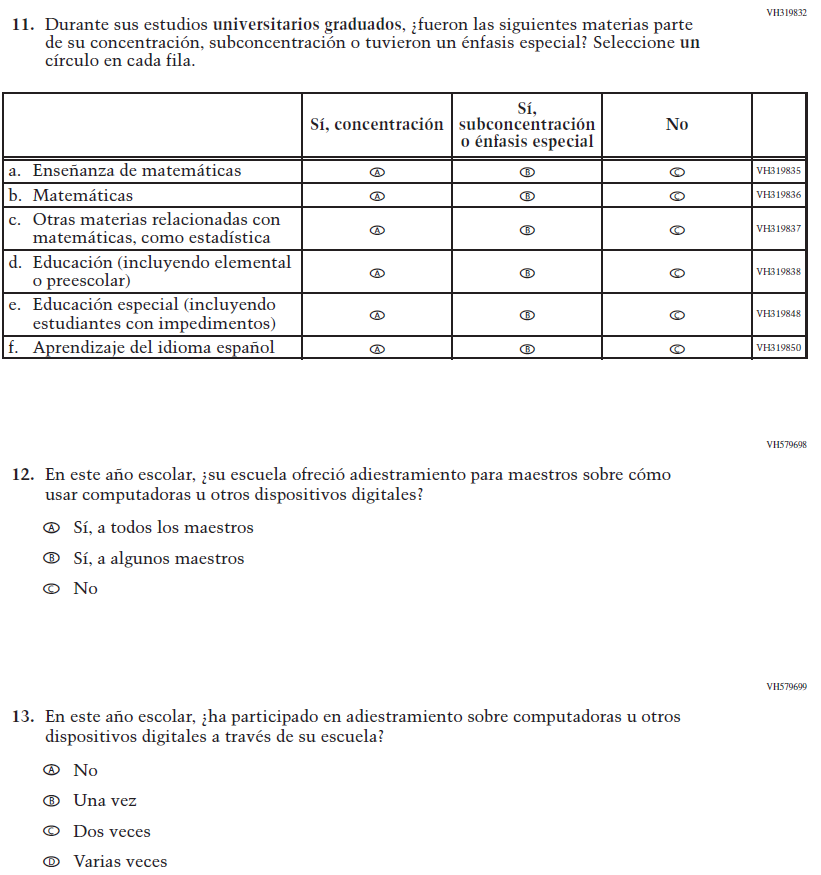 VH319832
11. Durante sus estudios universitarios graduados, ¿fueron las siguientes materias parte
de su concentración, subconcentración o tuvieron un énfasis especial? Seleccione un
círculo en cada fila.
Sí, concentración
Sí,
subconcentración
o énfasis especial
No
a. Enseñanza de matemáticas A B C VH319835
b. Matemáticas A B C VH319836
c. Otras materias relacionadas con
matemáticas, como estadística A B C VH319837
d. Educación (incluyendo elemental
o preescolar) A B C VH319838
e. Educación especial (incluyendo
estudiantes con impedimentos) A B C VH319848
f. Aprendizaje del idioma español A B C VH319850
VH579698
12. En este año escolar, ¿su escuela ofreció adiestramiento para maestros sobre cómo
usar computadoras u otros dispositivos digitales?
A Sí, a todos los maestros
B Sí, a algunos maestros
C No
VH579699
13. En este año escolar, ¿ha participado en adiestramiento sobre computadoras u otros
dispositivos digitales a través de su escuela?
A No
B Una vez
C Dos veces
D Varias veces